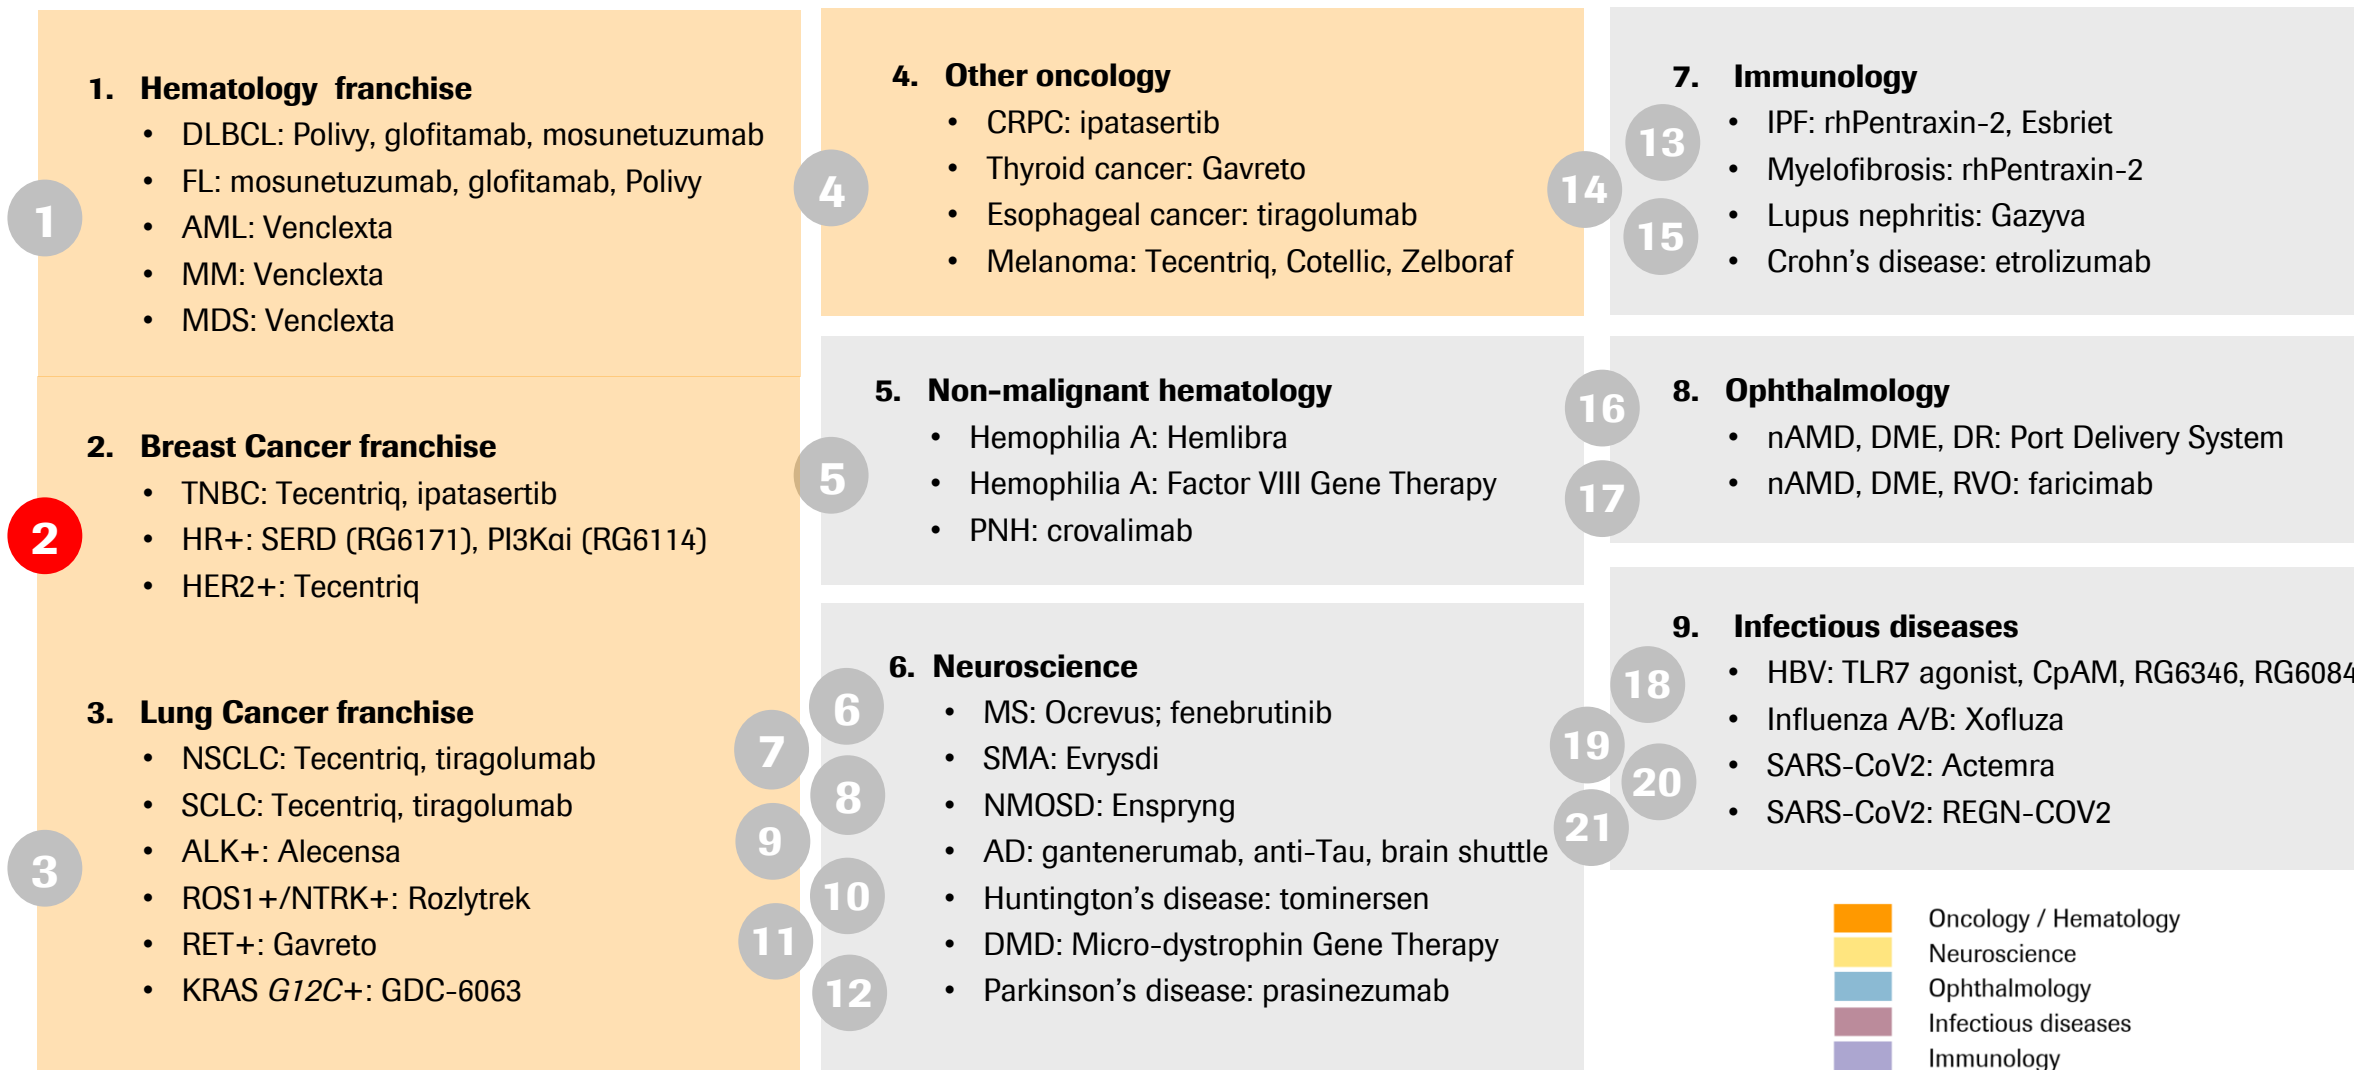 1. Hematology franchise
• DLBCL: Polivy, glofitamab, mosunetuzumab
• FL: mosunetuzumab, glofitamab, Polivy
• AML: Venclexta
• MM: Venclexta
• MDS: Venclexta
1
2. Breast Cancer franchise
• TNBC: Tecentriq, ipatasertib
• HR+: SERD (RG6171), PI3Kαi (RG6114)
• HER2+: Tecentriq
2
3. Lung Cancer franchise
• NSCLC: Tecentriq, tiragolumab
• SCLC: Tecentriq, tiragolumab
• ALK+: Alecensa
• ROS1+/NTRK+: Rozlytrek
• RET+: Gavreto
• KRAS G12C+: GDC-6063
3
4. Other oncology
• CRPC: ipatasertib
• Thyroid cancer: Gavreto
• Esophageal cancer: tiragolumab
• Melanoma: Tecentriq, Cotellic, Zelboraf
4
5. Non-malignant hematology
• Hemophilia A: Hemlibra
• Hemophilia A: Factor VIII Gene Therapy
• PNH: crovalimab
5
6. Neuroscience
• MS: Ocrevus; fenebrutinib
• SMA: Evrysdi
• NMOSD: Enspryng
• AD: gantenerumab, anti-Tau, brain shuttle
• Huntington's disease: tominersen
• DMD: Micro-dystrophin Gene Therapy
• Parkinson's disease: prasinezumab
6
7
8
9
10
11
12
7. Immunology
• IPF: rhPentraxin-2, Esbriet
• Myelofibrosis: rhPentraxin-2
• Lupus nephritis: Gazyva
• Crohn's disease: etrolizumab
13
14
15
8. Ophthalmology
• nAMD, DME, DR: Port Delivery System
• nAMD, DME, RVO: faricimab
16
17
9. Infectious diseases
• HBV: TLR7 agonist, CpAM, RG6346, RG6084
• Influenza A/B: Xofluza
• SARS-CoV2: Actemra
• SARS-CoV2: REGN-COV2
18
19
20
21
Oncology / Hematology
Neuroscience
Ophthalmology
Infectious diseases
Immunology